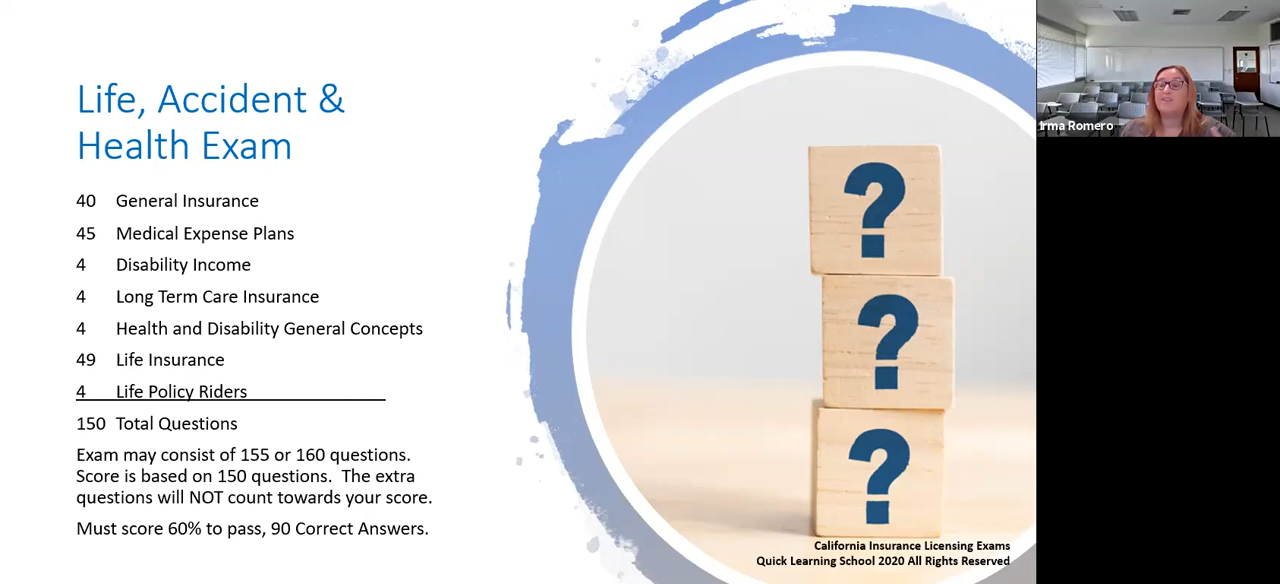 Life, Accident &
Health Exam
40 General Insurance
45 Medical Expense Plans
4 Disability Income
4 Long Term Care Insurance
4 Health and Disability General Concepts
49 Life Insurance
4 Life Policy Riders
150 Total Questions
Exam may consist of 155 or 160 questions.
Score is based on 150 questions. The extra
questions will NOT count towards your score.
Must score 60% to pass, 90 Correct Answers.
?
?
?
California Insurance Licensing Exams
Quick Learning School 2020 All Rights Reserved
Irma Romero